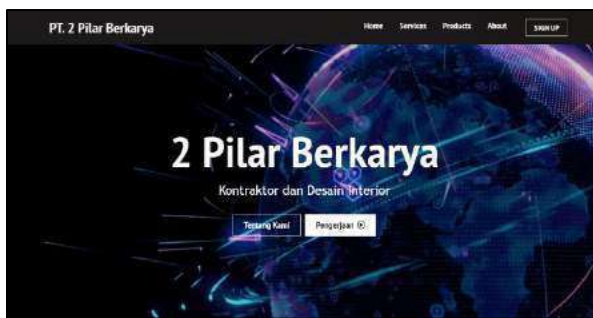 PT. 2 Pilar Berkarya
Home Services Products About SIGN UP
2 Pilar Berkarya
Kontraktor dan Desain Interior
Tentang Kami Pengerjaan